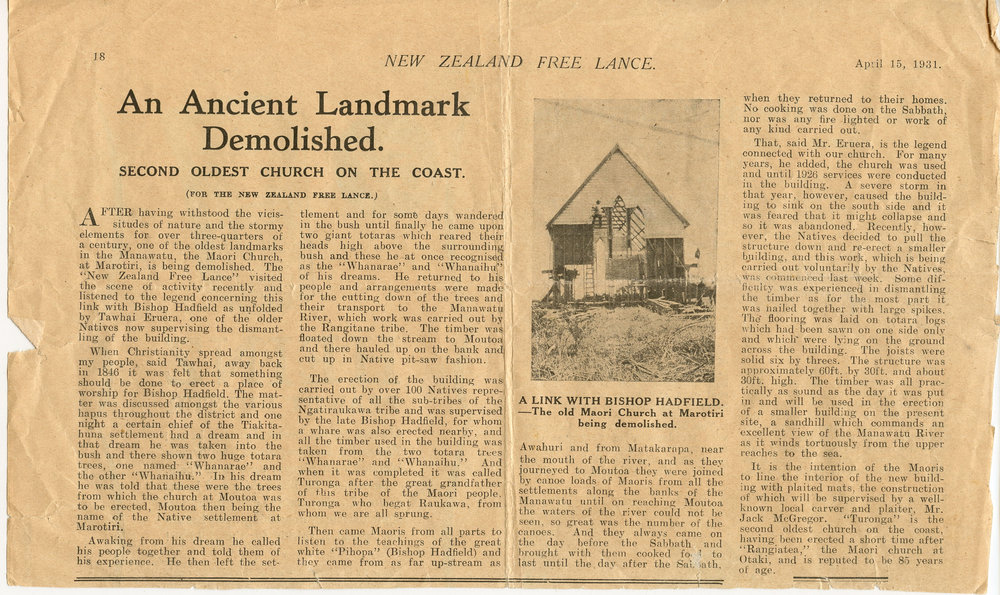 18
NEW ZEALAND FREE LANCE.
April 15, 1931.
An Ancient Landmark
Demolished.
SECOND OLDEST CHURCH ON THE COAST.
(FOR THE NEW ZEALAND FREE LANCE.)
AFTER having withstood the vicis-
situdes of nature and the stormy
elements for over three-quarters of
a century, one of the oldest landmarks
in the Manawatu, the Maori Church,
at Marotiri, is being demolished. The
"New Zealand Free Lance" visited
the scene of activity recently and
listened to the legend concerning this
link with Bishop Hadfield as unfolded
by Tawhai Eruera, one of the older
Natives now supervising the dismant-
ling of the building.
When Christianity spread amongst
my people, said Tawhai, away back
in 1846 it was felt that something
should be done to erect a place of
worship for Bishop Hadfield. The mat-
ter was discussed amongst the various
hapus throughout the district and one
night a certain chief of the Tiakita-
huna settlement had a dream and in
that dream he was taken into the
bush and there shown two huge totara
trees, one named "Whanarae" and
the other "Whanaihu." In his dream
he was told that these were the trees
from which the church at Moutoa was
to be erected, Moutoa then being the
name of the Native settlement at
Marotiri.
Awaking from his dream he called
his people together and told them of
his experience. He then left the set-
tlement and for some days wandered
in the bush until finally he came upon
two giant totaras which reared their
heads high above the surrounding
bush and these he at once recognised
as the "Whanarae" and "Whanaihu"
of his dreams. He returned to his
people and arrangements were made
for the cutting down of the trees and
their transport to the Manawatu
River, which work was carried out by
the Rangitane tribe. The timber was
floated down the stream to Moutoa
and there hauled up on the bank and
cut up in Native pit-saw fashion.
The erection of the building was
carried out by over 100 Natives repre-
sentative of all the sub-tribes of the
Ngatiraukawa tribe and was supervised
by the late Bishop Hadfield, for whom
a whare was also erected nearby, and
all the timber used in the building was
taken from the two totara trees
"Whanarae" and "Whanaihu." And
when it was completed it was called
Turonga after the great grandfather
of this tribe of the Maori people,
Turonga who begat Raukawa, from
whom we are all sprung.
Then came Maoris from all parts to
listen to the teachings of the great
white "Pihopa" (Bishop Hadfield) and
they came from as far up-stream as
A LINK WITH BISHOP HADFIELD.
—The old Maori Church at Marotiri
being demolished.
Awahuri and from Matakarapa, near
the mouth of the river, and as they
journeyed to Moutoa they were joined
by canoe loads of Maoris from all the
settlements along the banks of the
Manawatu until on reaching Moutoa
the waters of the river could not be
seen, so great was the number of the
canoes. And they always came on
the day before the Sabbath and
brought with them cooked food to
last until the day after the Sabbath,
when they returned to their homes.
No cooking was done on the Sabbath,
nor was any fire lighted or work of
any kind carried out.
That, said Mr. Eruera, is the legend
connected with our church. For many
years, he added, the church was used
and until 1926 services were conducted
in the building. A severe storm in
that year, however, caused the build-
ing to sink on the south side and it
was feared that it might collapse and
so it was abandoned. Recently, how-
ever, the Natives decided to pull the
structure down and re-erect a smaller
building, and this work, which is being
carried out voluntarily by the Natives,
was commenced last week. Some dif-
ficulty was experienced in dismantling
the timber as for the most part it
was nailed together with large spikes.
The flooring was laid on totara logs
which had been sawn on one side only
and which were lying on the ground
across the building. The joists were
solid six by threes. The structure was
approximately 60ft. by 30ft. and about
30ft. high. The timber was all prac-
tically as sound as the day it was put
in and will be used in the erection
of a smaller building on the present
site, a sandhill which commands an
excellent view of the Manawatu River
as it winds tortuously from the upper
reaches to the sea.
It is the intention of the Maoris
to line the interior of the new build-
ing with platted mats, the construction
of which will be supervised by a well-
known local carver and plaiter, Mr.
Jack McGregor. "Turonga" is the
second oldest church on the coast,
having been erected a short time after
"Rangiatea," the Maori church at
Otaki, and is reputed to be 85 years
of age.